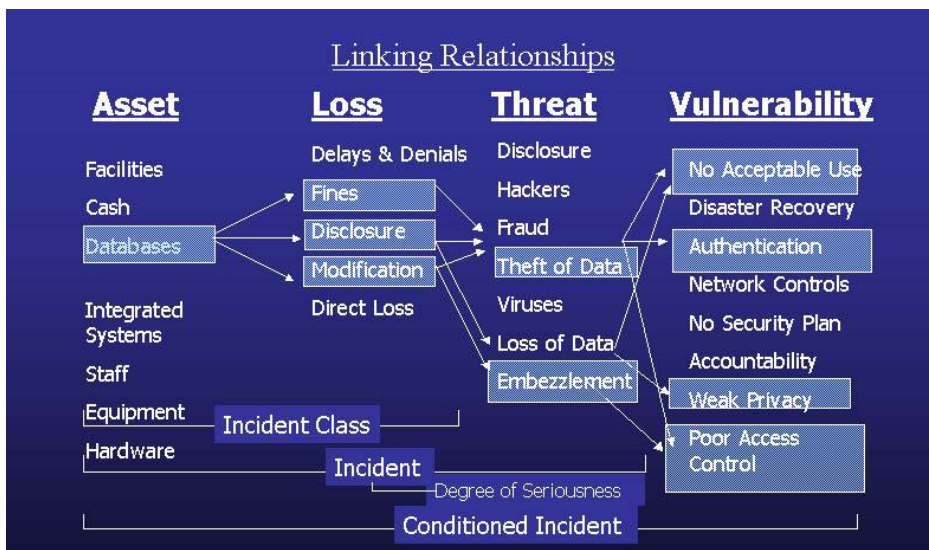 Linking Relationships
Asset
Facilities
Cash
Databases
Integrated
Systems
Staff
Equipment
Hardware
Loss
Delays & Denials
Fines
Disclosure
Modification
Direct Loss
Threat
Disclosure
Hackers
Fraud
Theft of Data
Viruses
Loss of Data
Embezzlement
Vulnerability
No Acceptable Use
Disaster Recovery
Authentication
Network Controls
No Security Plan
Accountability
Weak Privacy
Poor Access
Control
Incident Class
Incident
Degree of Seriousness
Conditioned Incident